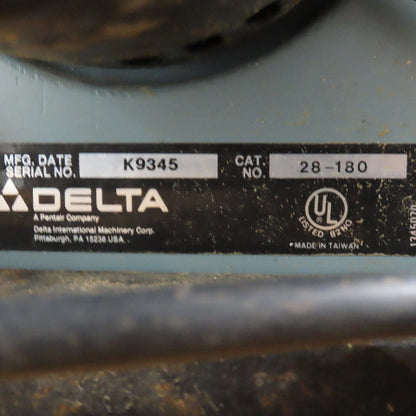 MFG. DATE
SERIAL NO.
K9345
CAT.
NO.
28-180
DELTA
A Pentair Company
Delta International Machinery Corp.
Pittsburgh, PA 15238 USA
UL
LISTED 82W0
MADE IN TAIWAN